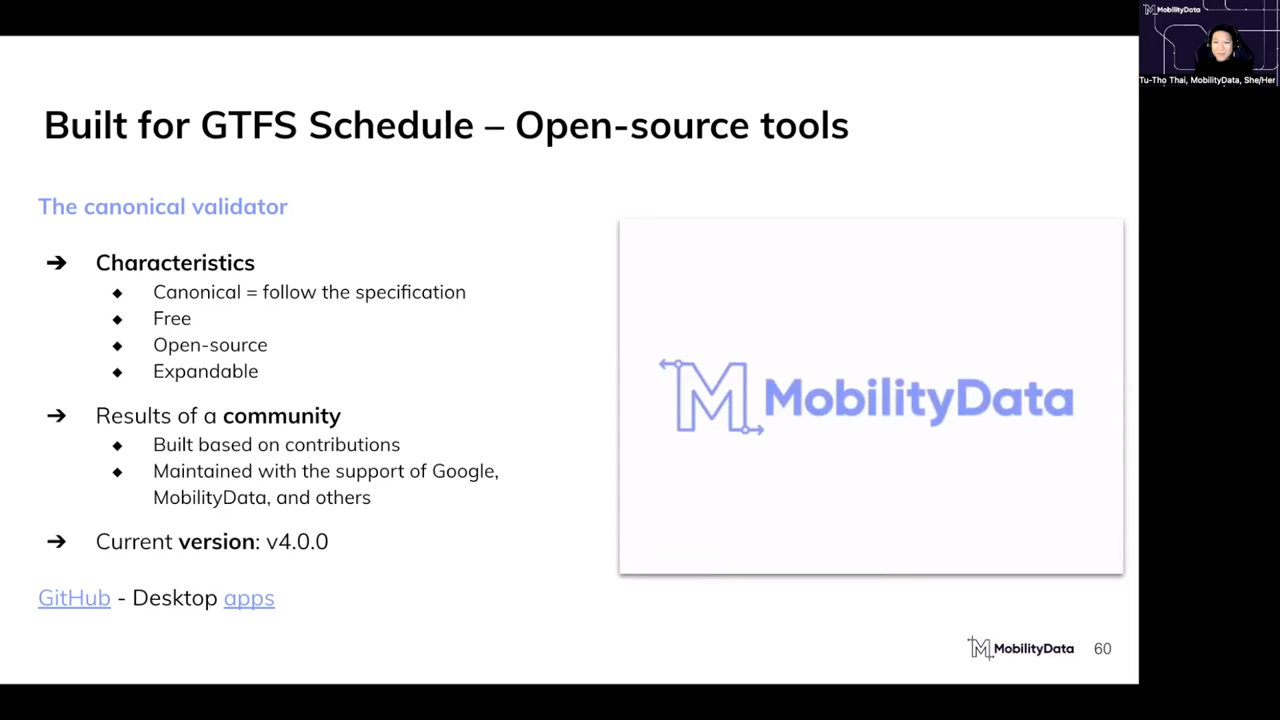 MobilityData
Tu-Tho Thai, MobilityData, She/Her
Built for GTFS Schedule – Open-source tools
The canonical validator
➔ Characteristics
◆ Canonical = follow the specification
◆ Free
◆ Open-source
◆ Expandable
➔ Results of a community
◆ Built based on contributions
◆ Maintained with the support of Google,
MobilityData, and others
➔ Current version: v4.0.0
GitHub - Desktop apps
MobilityData
MobilityData 60